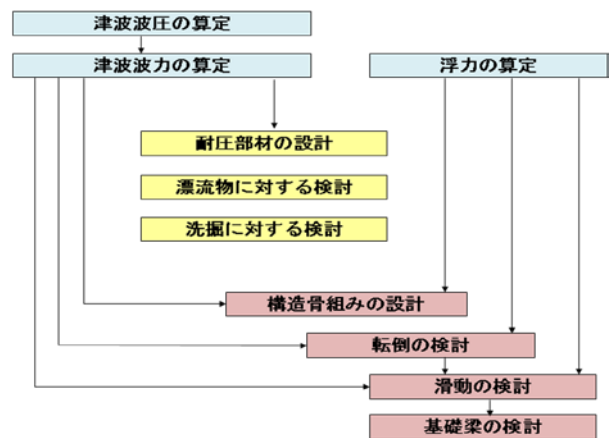 津波波圧の算定
津波波力の算定
浮力の算定
耐圧部材の設計
漂流物に対する検討
洗掘に対する検討
構造骨組みの設計
転倒の検討
滑動の検討
基礎梁の検討